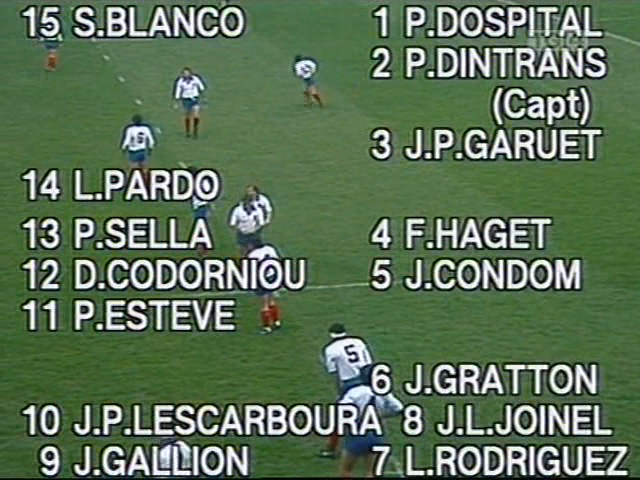 15 S.BLANCO
14 L.PARDO
13 P.SELLA
12 D.CODORNIOU
11 P.ESTEVE
10 J.P.LESCARBOURA
9 J.GALLION
1 P.DOSPITAL
2 P.DINTRANS
(Capt)
3 J.P.GARUET
4 F.HAGET
5 J.CONDOM
6 J.GRATTON
8 J.L.JOINEL
7 L.RODRIGUEZ
5